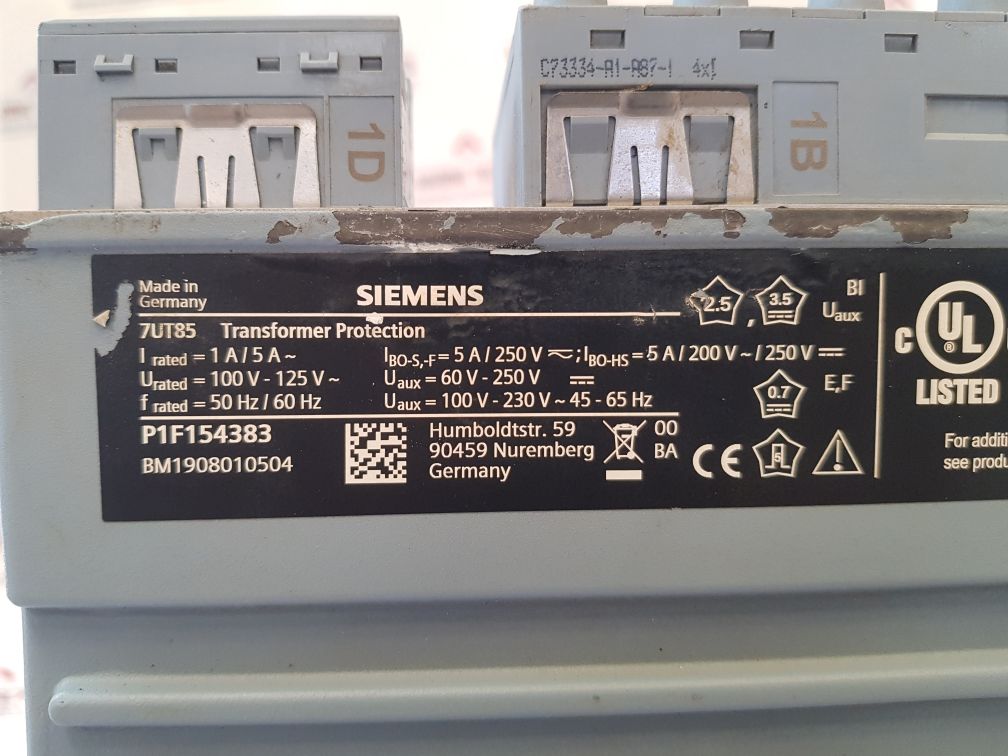 C73334-A1-A87-1
1D
1B
Made in
Germany
SIEMENS
2.5 , 3.5 BI
Uaux
7UT85 Transformer Protection
I rated = 1 A / 5 A ~
IBO-S,-F = 5 A / 250 V ⏦ ; IBO-HS = 5 A / 200 V ~ / 250 V ⎓
Urated = 100 V - 125 V ~
Uaux = 60 V - 250 V ⎓
0.7 E,F
f rated = 50 Hz / 60 Hz
Uaux = 100 V - 230 V ~ 45 - 65 Hz
P1F154383
BM1908010504
Humboldtstr. 59
90459 Nuremberg
Germany
00
BA
CE 5
C UL ®
LISTED
For additi
see produ